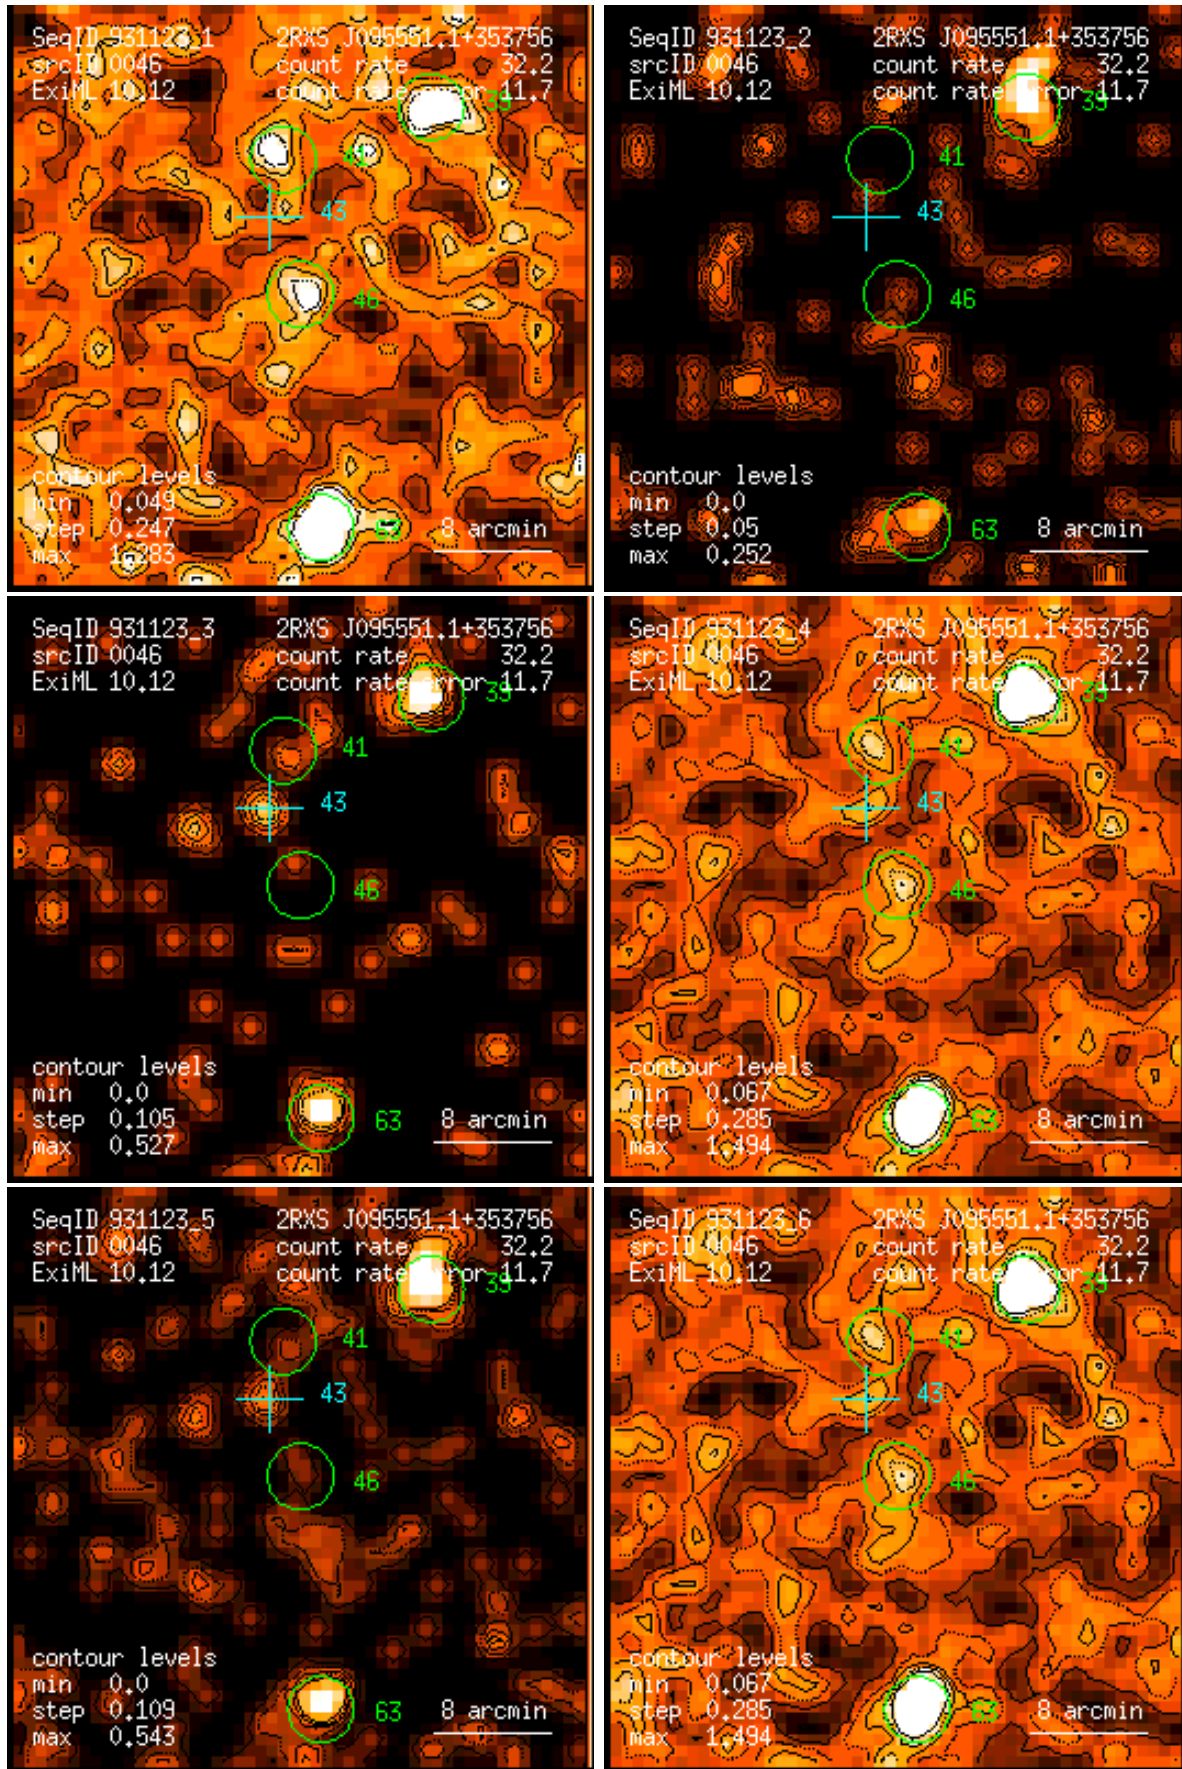 SeqID 931123_1 2RXS J095551.1+353756
srcID 0046 count rate 32.2
ExiML 10.12 count rate error 11.7
39
41
43
46
contour levels
min 0.049
step 0.247 63 8 arcmin
max 1.283
SeqID 931123_2 2RXS J095551.1+353756
srcID 0046 count rate 32.2
ExiML 10.12 count rate error 11.7
39
41
43
46
contour levels
min 0.0
step 0.05 63 8 arcmin
max 0.252
SeqID 931123_3 2RXS J095551.1+353756
srcID 0046 count rate 32.2
ExiML 10.12 count rate error 11.7
39
41
43
46
contour levels
min 0.0
step 0.105 63 8 arcmin
max 0.527
SeqID 931123_4 2RXS J095551.1+353756
srcID 0046 count rate 32.2
ExiML 10.12 count rate error 11.7
39
41
43
46
contour levels
min 0.067
step 0.285 63 8 arcmin
max 1.494
SeqID 931123_5 2RXS J095551.1+353756
srcID 0046 count rate 32.2
ExiML 10.12 count rate error 11.7
39
41
43
46
contour levels
min 0.0
step 0.109 63 8 arcmin
max 0.543
SeqID 931123_6 2RXS J095551.1+353756
srcID 0046 count rate 32.2
ExiML 10.12 count rate error 11.7
39
41
43
46
contour levels
min 0.067
step 0.285 63 8 arcmin
max 1.494